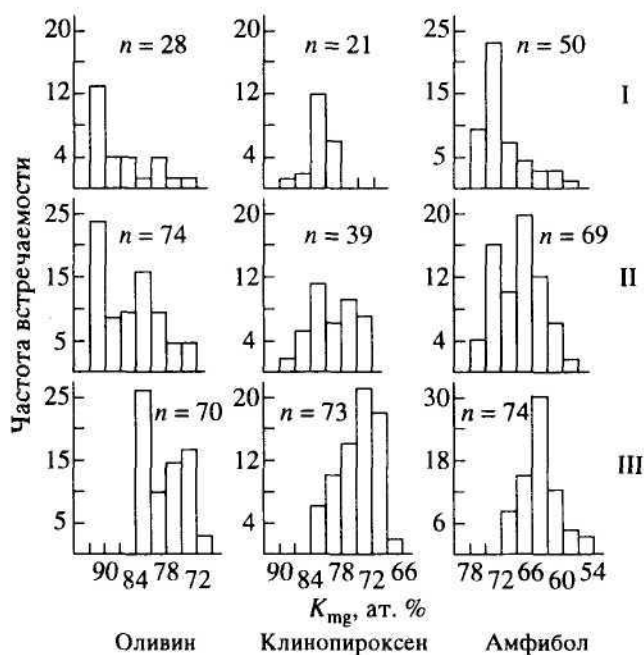 20 20 25
n = 28 n = 21 n = 50
12 12 15 I
4 4 5
25 20 20
n = 74 n = 39 n = 69
15 12 12 II
5 4 4
25 20 30
n = 70 n = 73 n = 74
15 12 18 III
5 4 6
90 84 78 72 90 84 78 72 66 78 72 66 60 54
Частота встречаемости
K_mg, ат. %
Оливин Клинопироксен Амфибол